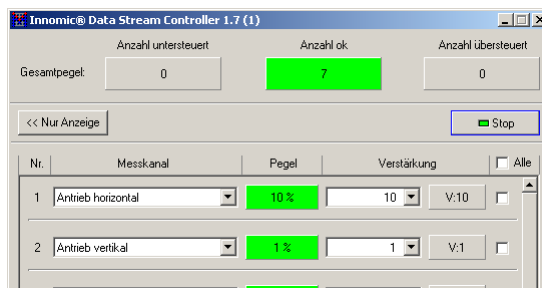 Innomic® Data Stream Controller 1.7 (1)
Anzahl untersteuert Anzahl ok Anzahl übersteuert
Gesamtpegel: 0 7 0
<< Nur Anzeige Stop
Nr. Messkanal Pegel Verstärkung Alle
1 Antrieb horizontal 10 % 10 V:10
2 Antrieb vertikal 1 % 1 V:1